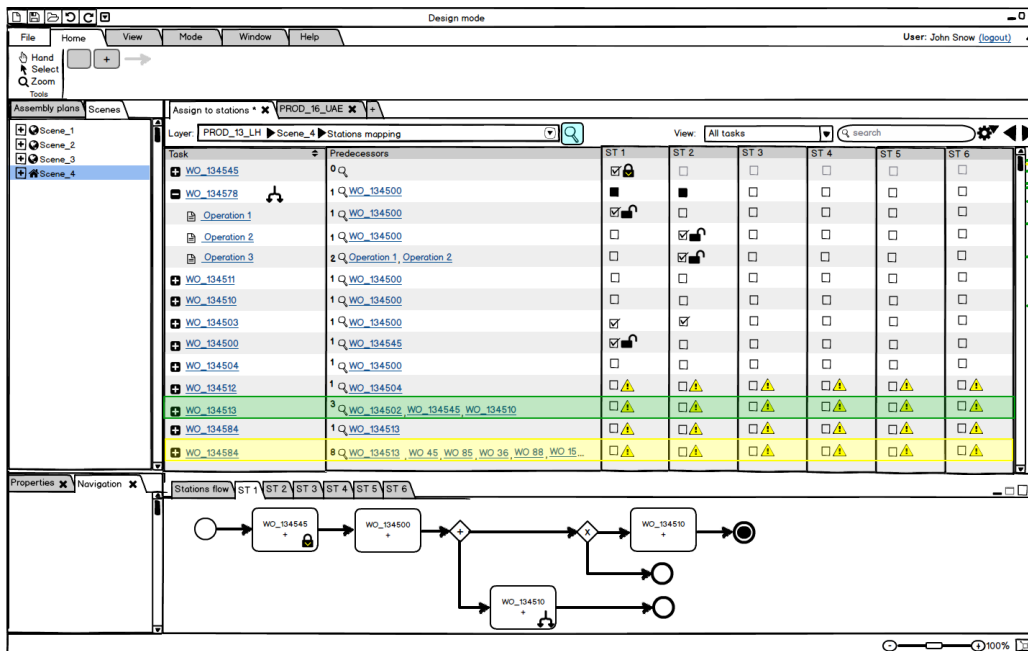 Design mode
File Home View Mode Window Help User: John Snow (logout)
Hand
Select
Zoom
Tools
+
Assembly plans Scenes
Scene_1
Scene_2
Scene_3
Scene_4
Assign to stations * PROD_16_UAE +
Layer: PROD_13_LH Scene_4 Stations mapping View: All tasks search
Task Predecessors ST 1 ST 2 ST 3 ST 4 ST 5 ST 6
WO_134545 0
WO_134578 1 WO_134500
Operation 1 1 WO_134500
Operation 2 1 WO_134500
Operation 3 2 Operation 1, Operation 2
WO_134511 1 WO_134500
WO_134510 1 WO_134500
WO_134503 1 WO_134500
WO_134500 1 WO_134545
WO_134504 1 WO_134500
WO_134512 1 WO_134504
WO_134513 3 WO_134502, WO_134545, WO_134510
WO_134584 1 WO_134513
WO_134584 8 WO_134513, WO 45, WO 85, WO 36, WO 88, WO 15...
Properties Navigation
Stations flow ST 1 ST 2 ST 3 ST 4 ST 5 ST 6
WO_134545
+
WO_134500
+
+
X
WO_134510
+
WO_134510
+
100%